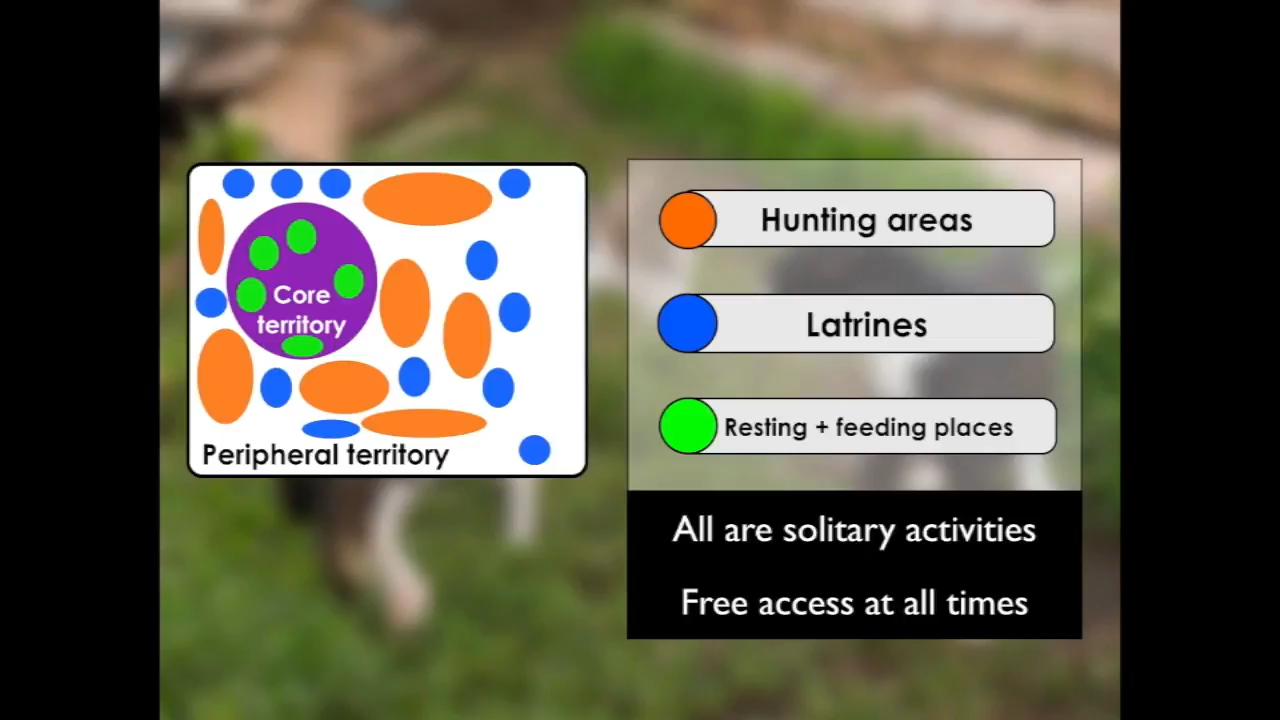 Core
territory
Peripheral territory
Hunting areas
Latrines
Resting + feeding places
All are solitary activities
Free access at all times